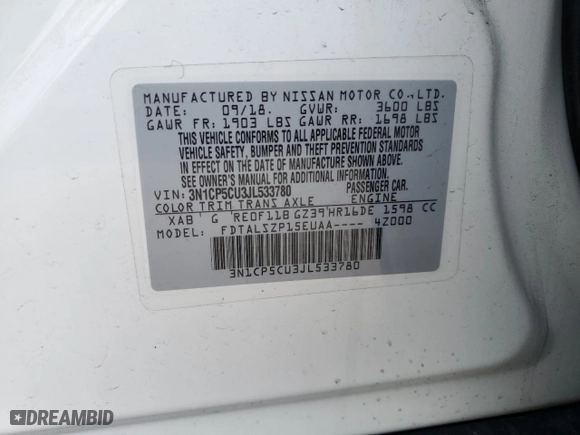 MANUFACTURED BY NISSAN MOTOR CO.,LTD.
DATE: 09/18. GVWR: 3600 LBS
GAWR FR: 1903 LBS GAWR RR: 1698 LBS
THIS VEHICLE CONFORMS TO ALL APPLICABLE FEDERAL MOTOR
VEHICLE SAFETY, BUMPER AND THEFT PREVENTION STANDARDS
IN EFFECT ON THE DATE OF MANUFACTURE SHOWN ABOVE.
SEE OWNER'S MANUAL FOR ADDITIONAL INFORMATION.
VIN: 3N1CP5CU3JL533780 PASSENGER CAR.
COLOR TRIM TRANS AXLE ENGINE
XAB G RE0F11B GZ39 HR16DE 1598 CC
MODEL: FDTALSZP15EUAA---- 4Z000
3N1CP5CU3JL533780
DREAMBID